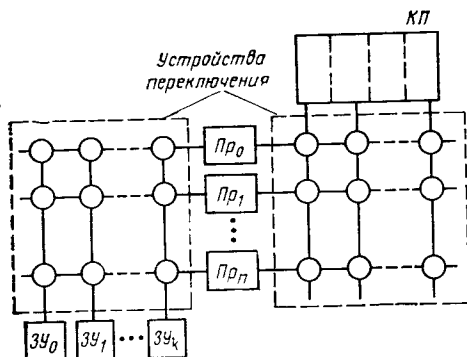 КП
Устройства
переключения
Пр₀
Пр₁
Прₙ
ЗУ₀ ЗУ₁ ЗУₖ